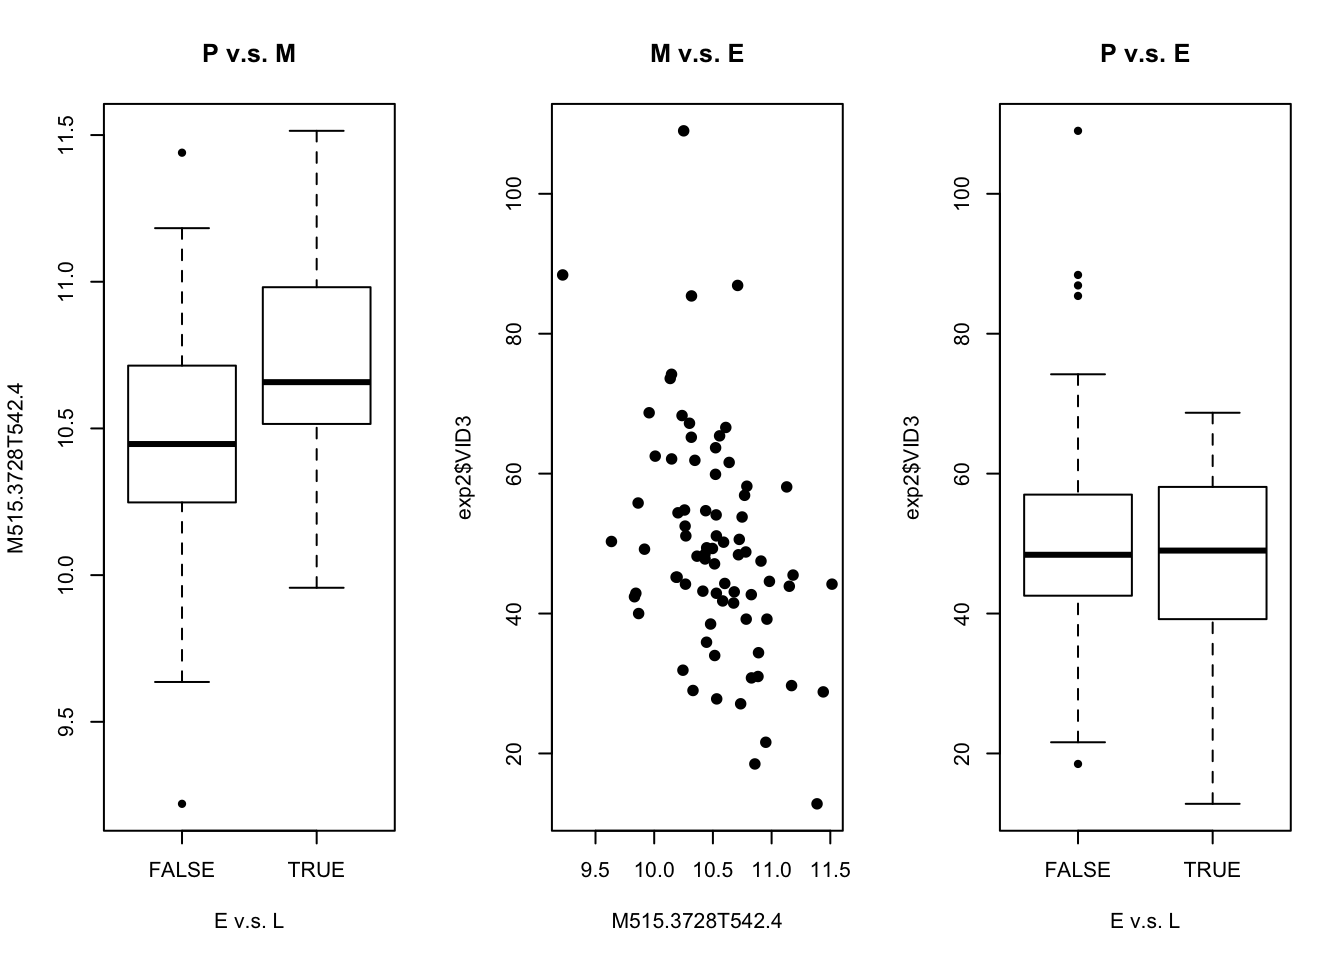 P v.s. M
M515.3728T542.4
11.5
11.0
10.5
10.0
9.5
FALSE TRUE
E v.s. L
M v.s. E
exp2$VID3
100
80
60
40
20
9.5 10.0 10.5 11.0 11.5
M515.3728T542.4
P v.s. E
exp2$VID3
100
80
60
40
20
FALSE TRUE
E v.s. L